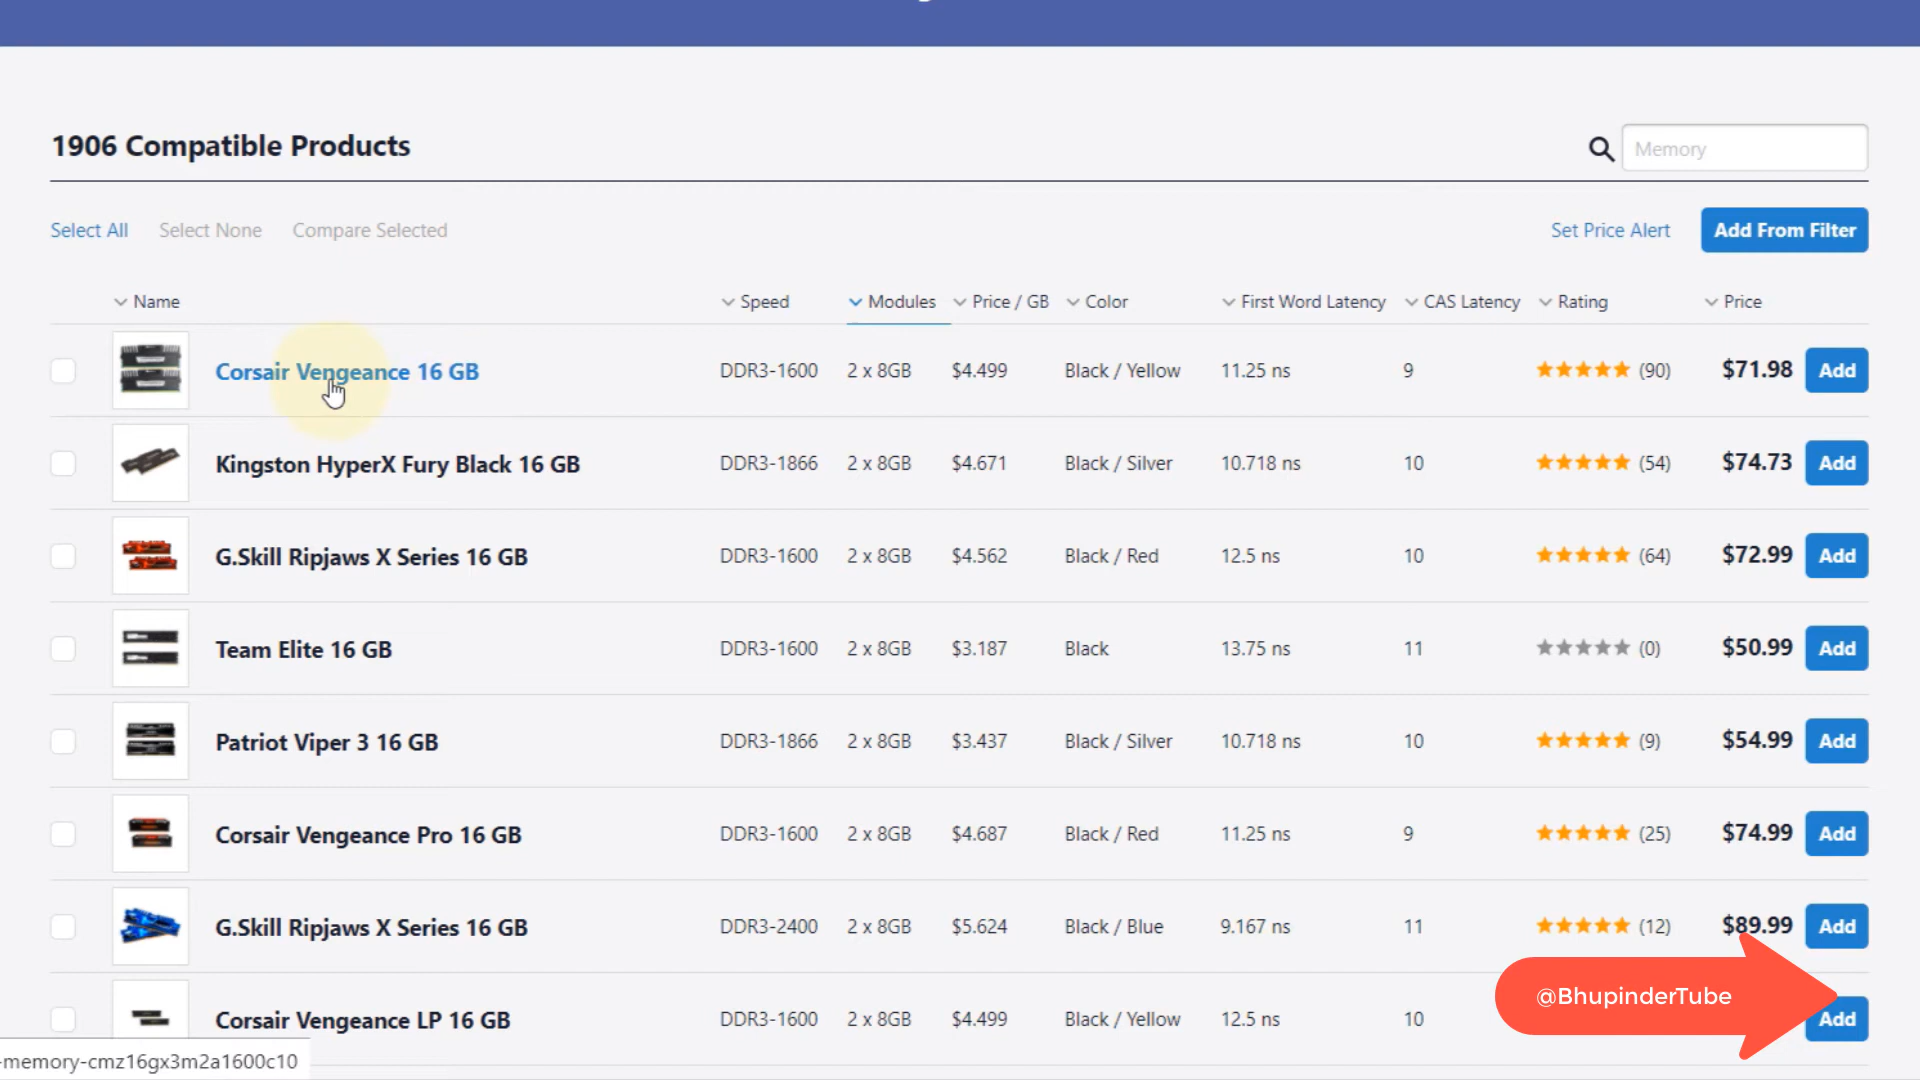 1906 Compatible Products
Memory
Select All Select None Compare Selected Set Price Alert Add From Filter
Name Speed Modules Price / GB Color First Word Latency CAS Latency Rating Price
Corsair Vengeance 16 GB DDR3-1600 2 x 8GB $4.499 Black / Yellow 11.25 ns 9 (90) $71.98 Add
Kingston HyperX Fury Black 16 GB DDR3-1866 2 x 8GB $4.671 Black / Silver 10.718 ns 10 (54) $74.73 Add
G.Skill Ripjaws X Series 16 GB DDR3-1600 2 x 8GB $4.562 Black / Red 12.5 ns 10 (64) $72.99 Add
Team Elite 16 GB DDR3-1600 2 x 8GB $3.187 Black 13.75 ns 11 (0) $50.99 Add
Patriot Viper 3 16 GB DDR3-1866 2 x 8GB $3.437 Black / Silver 10.718 ns 10 (9) $54.99 Add
Corsair Vengeance Pro 16 GB DDR3-1600 2 x 8GB $4.687 Black / Red 11.25 ns 9 (25) $74.99 Add
G.Skill Ripjaws X Series 16 GB DDR3-2400 2 x 8GB $5.624 Black / Blue 9.167 ns 11 (12) $89.99 Add
@BhupinderTube
Corsair Vengeance LP 16 GB DDR3-1600 2 x 8GB $4.499 Black / Yellow 12.5 ns 10 Add
-memory-cmz16gx3m2a1600c10